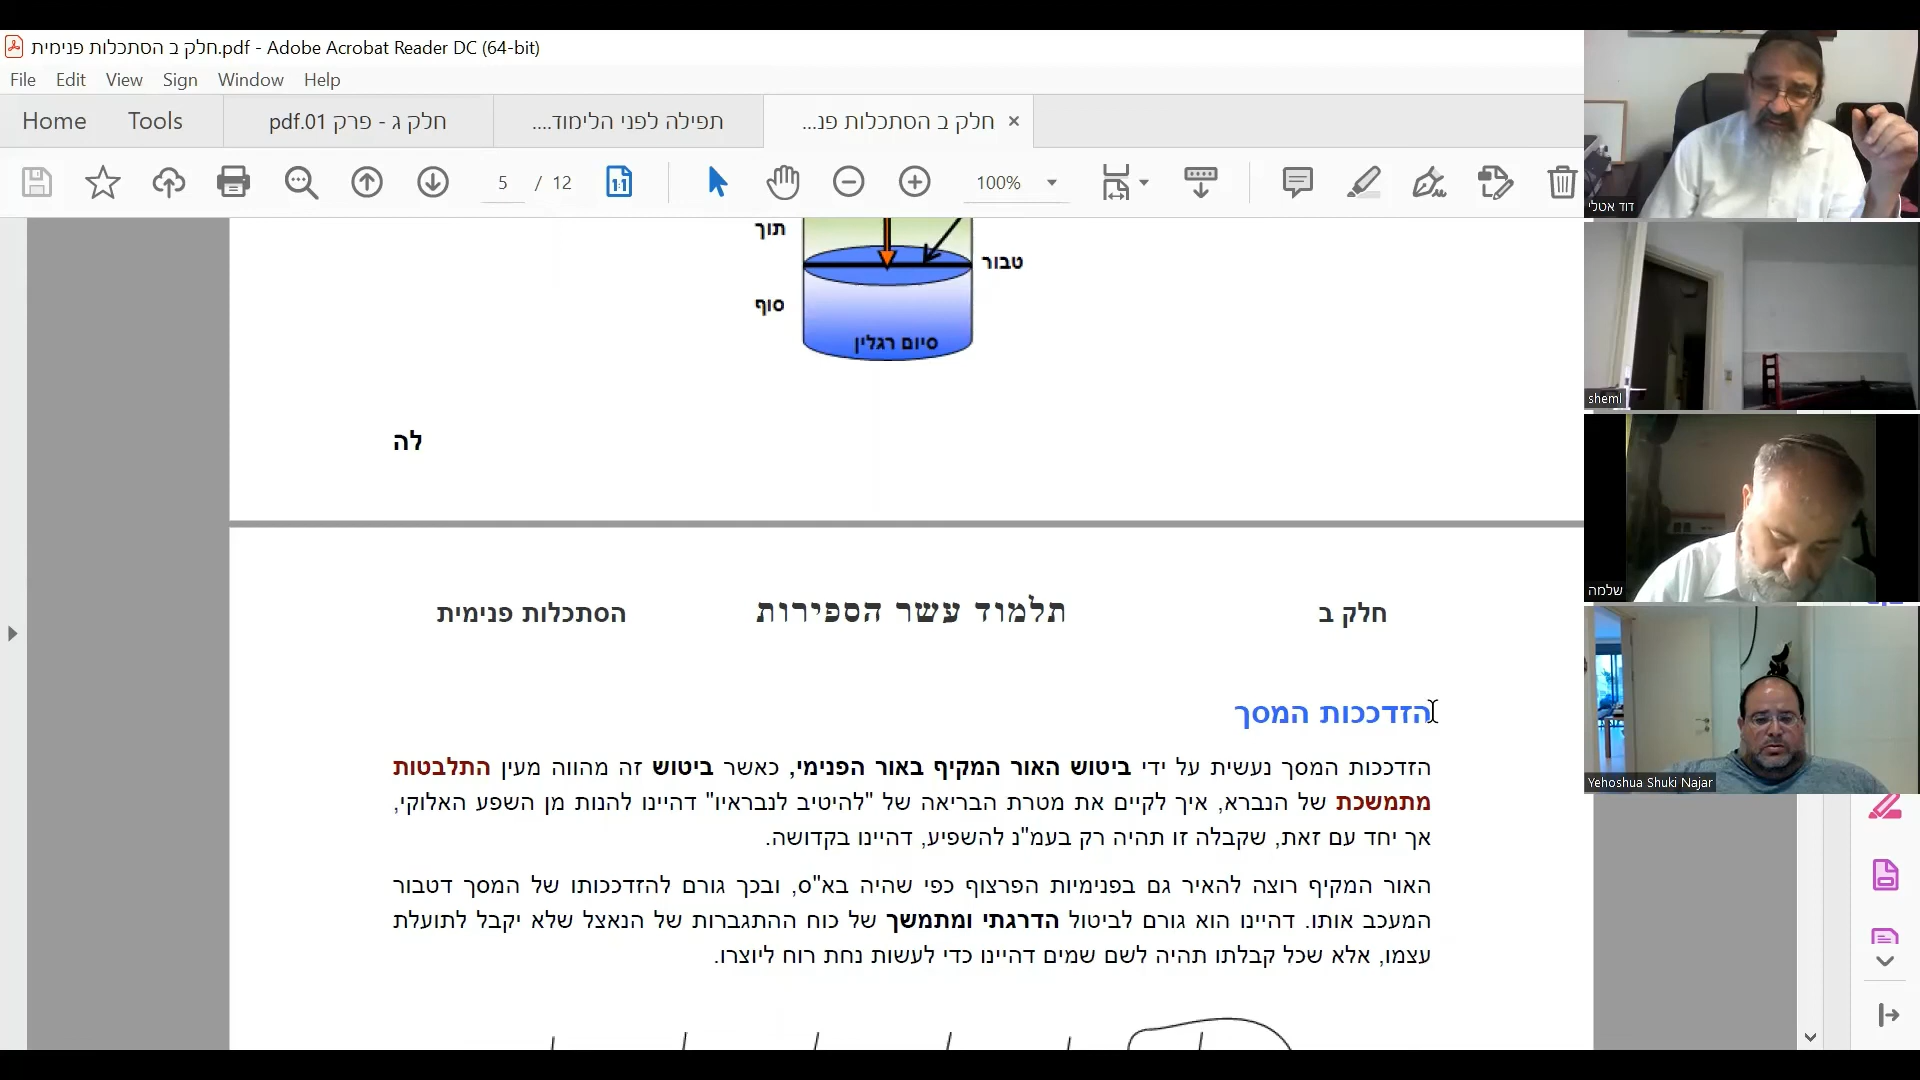 חלק ב הסתכלות פנימית.pdf - Adobe Acrobat Reader DC (64-bit)
File Edit View Sign Window Help
Home Tools חלק ג - פרק 01.pdf תפילה לפני הלימוד.... חלק ב הסתכלות פנ... ×
5 / 12 100%
תוך
טבור
סוף
סיום רגלין
לה
חלק ב תלמוד עשר הספירות הסתכלות פנימית
הזדככות המסך
הזדככות המסך נעשית על ידי ביטוש האור המקיף באור הפנימי, כאשר ביטוש זה מהווה מעין התלבטות
מתמשכת של הנברא, איך לקיים את מטרת הבריאה של "להיטיב לנבראיו" דהיינו להנות מן השפע האלוקי,
אך יחד עם זאת, שקבלה זו תהיה רק בעמ"נ להשפיע, דהיינו בקדושה.
האור המקיף רוצה להאיר גם בפנימיות הפרצוף כפי שהיה בא"ס, ובכך גורם להזדככותו של המסך דטבור
המעכב אותו. דהיינו הוא גורם לביטול הדרגתי ומתמשך של כוח ההתגברות של הנאצל שלא יקבל לתועלת
עצמו, אלא שכל קבלתו תהיה לשם שמים דהיינו כדי לעשות נחת רוח ליוצרו.
דוד אטלי
sheml
שלמה
Yehoshua Shuki Najar